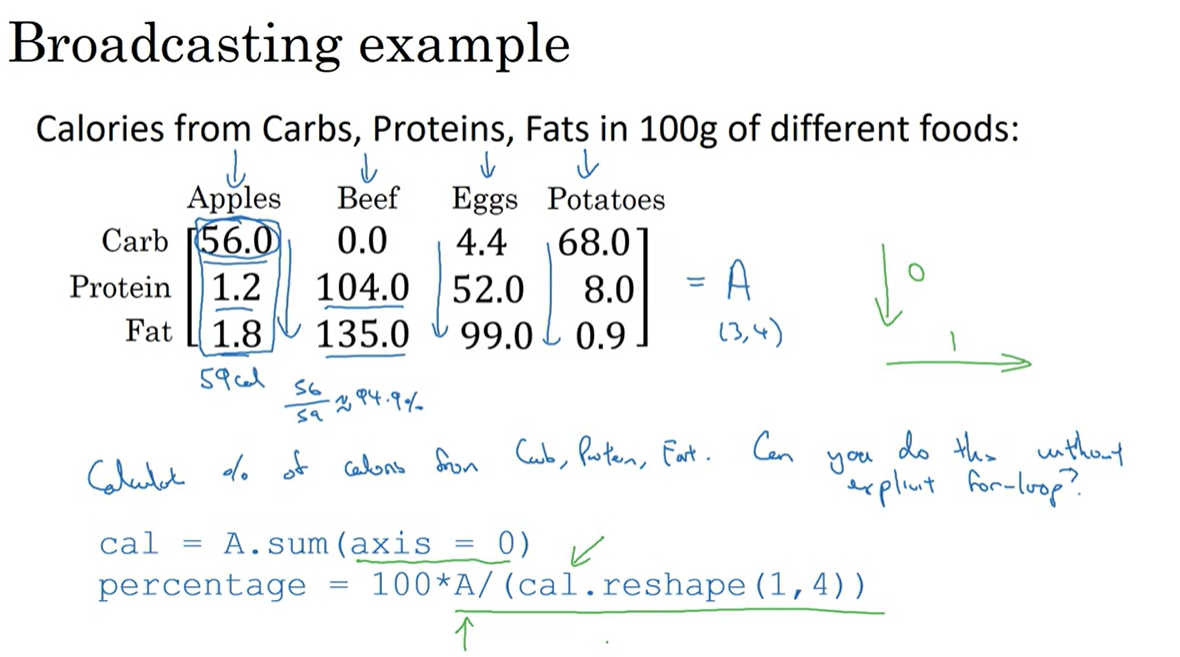 Broadcasting example
Calories from Carbs, Proteins, Fats in 100g of different foods:
Apples Beef Eggs Potatoes
Carb 56.0 0.0 4.4 68.0
Protein 1.2 104.0 52.0 8.0
Fat 1.8 135.0 99.0 0.9
= A
(3,4)
0
1
59 cal
56/59 ≈ 94.9%
Calculate % of calories from Carb, Protein, Fat. Can you do this without
explicit for-loop?
cal = A.sum(axis = 0)
percentage = 100*A/(cal.reshape(1,4))